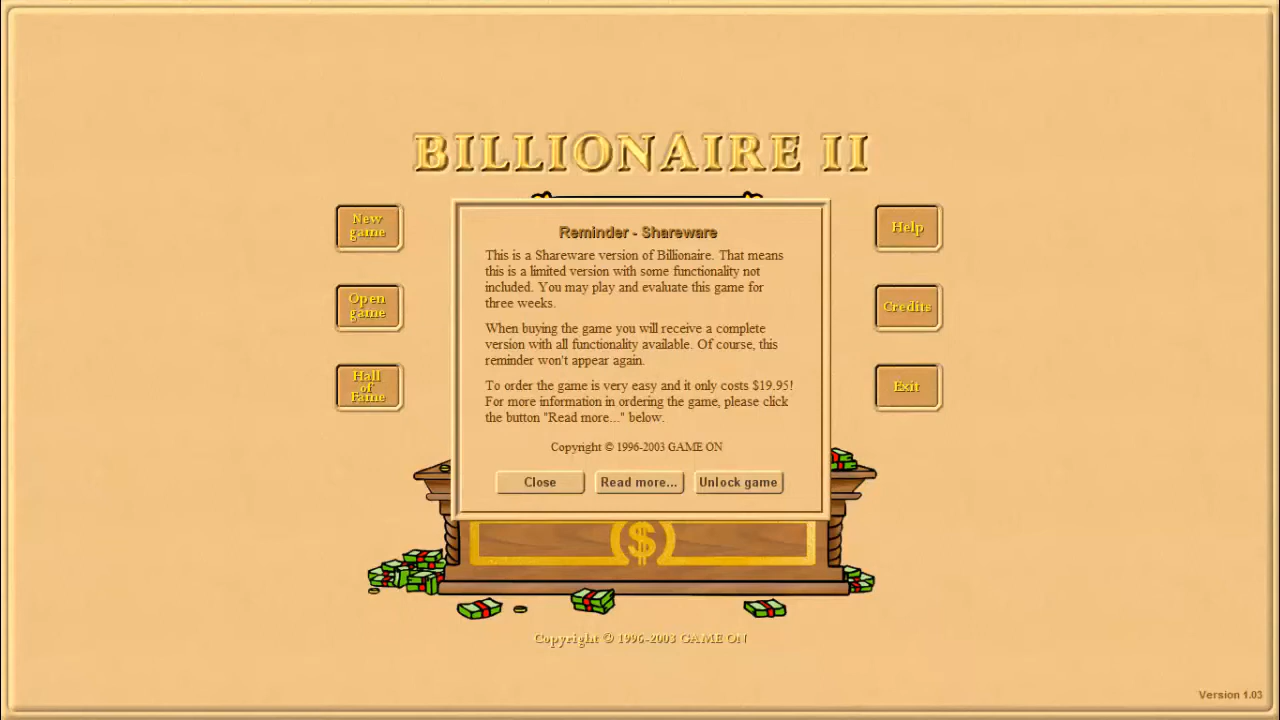 BILLIONAIRE II
New
game
Open
game
Hall
of
Fame
Reminder - Shareware
This is a Shareware version of Billionaire. That means
this is a limited version with some functionality not
included. You may play and evaluate this game for
three weeks.
When buying the game you will receive a complete
version with all functionality available. Of course, this
reminder won't appear again.
To order the game is very easy and it only costs $19.95!
For more information in ordering the game, please click
the button "Read more..." below.
Copyright © 1996-2003 GAME ON
Close
Read more...
Unlock game
Help
Credits
Exit
$
Copyright © 1996-2003 GAME ON
Version 1.03